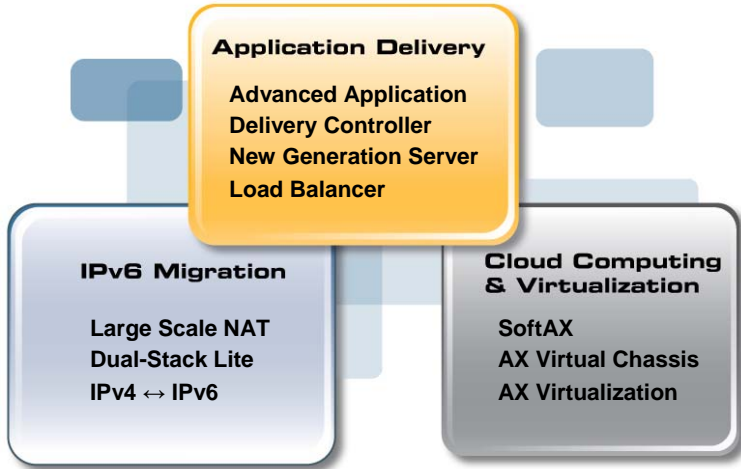 Application Delivery
Advanced Application
Delivery Controller
New Generation Server
Load Balancer
IPv6 Migration
Large Scale NAT
Dual-Stack Lite
IPv4 ↔ IPv6
Cloud Computing
& Virtualization
SoftAX
AX Virtual Chassis
AX Virtualization